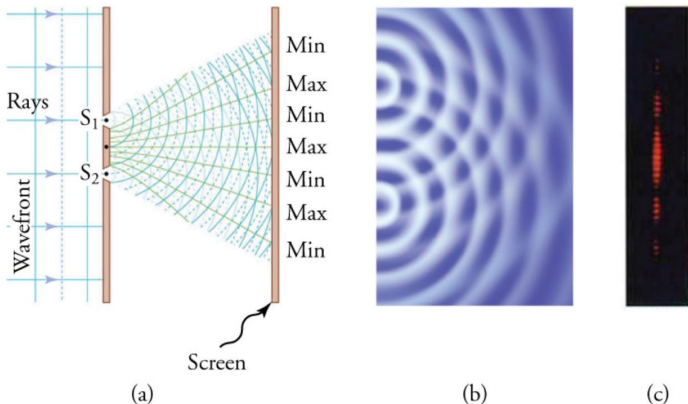 Rays
Wavefront
S1
S2
Min
Max
Min
Max
Min
Max
Min
Screen
(a)
(b)
(c)